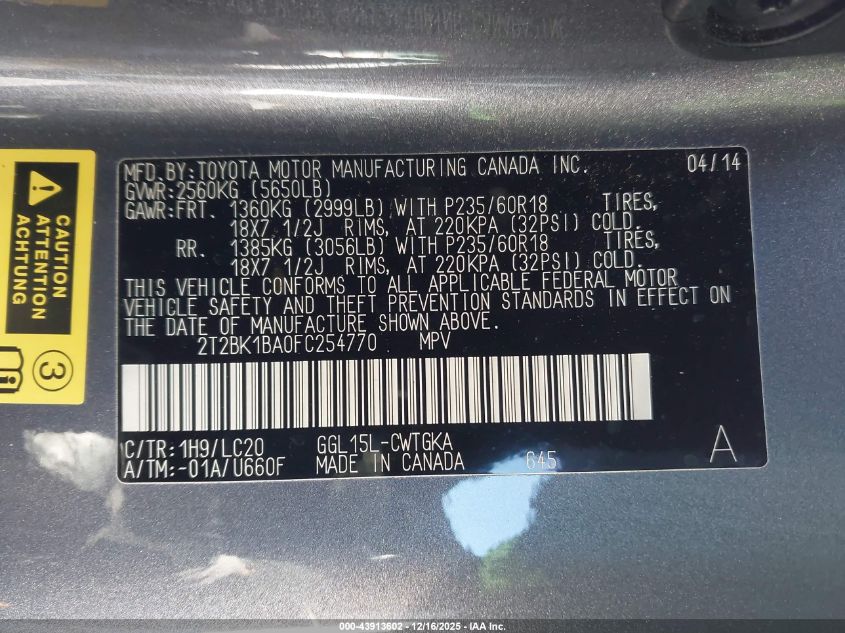 MFD.BY:TOYOTA MOTOR MANUFACTURING CANADA INC. 04/14
GVWR:2560KG (5650LB)
GAWR:FRT. 1360KG (2999LB) WITH P235/60R18 TIRES,
18X7 1/2J RIMS, AT 220KPA (32PSI) COLD.
RR. 1385KG (3056LB) WITH P235/60R18 TIRES,
18X7 1/2J RIMS, AT 220KPA (32PSI) COLD.
THIS VEHICLE CONFORMS TO ALL APPLICABLE FEDERAL MOTOR
VEHICLE SAFETY AND THEFT PREVENTION STANDARDS IN EFFECT ON
THE DATE OF MANUFACTURE SHOWN ABOVE.
2T2BK1BA0FC254770 MPV
C/TR:1H9/LC20 GGL15L-CWTGKA
A/TM:-01A/U660F MADE IN CANADA 645 A
CAUTION
ATTENTION
ACHTUNG
3
000-43913602 - 12/16/2025 - IAA Inc.